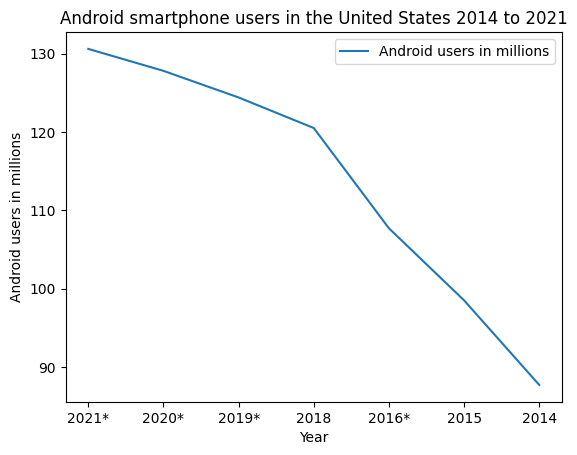 Android smartphone users in the United States 2014 to 2021
Android users in millions
Android users in millions
130
120
110
100
90
2021* 2020* 2019* 2018 2016* 2015 2014
Year